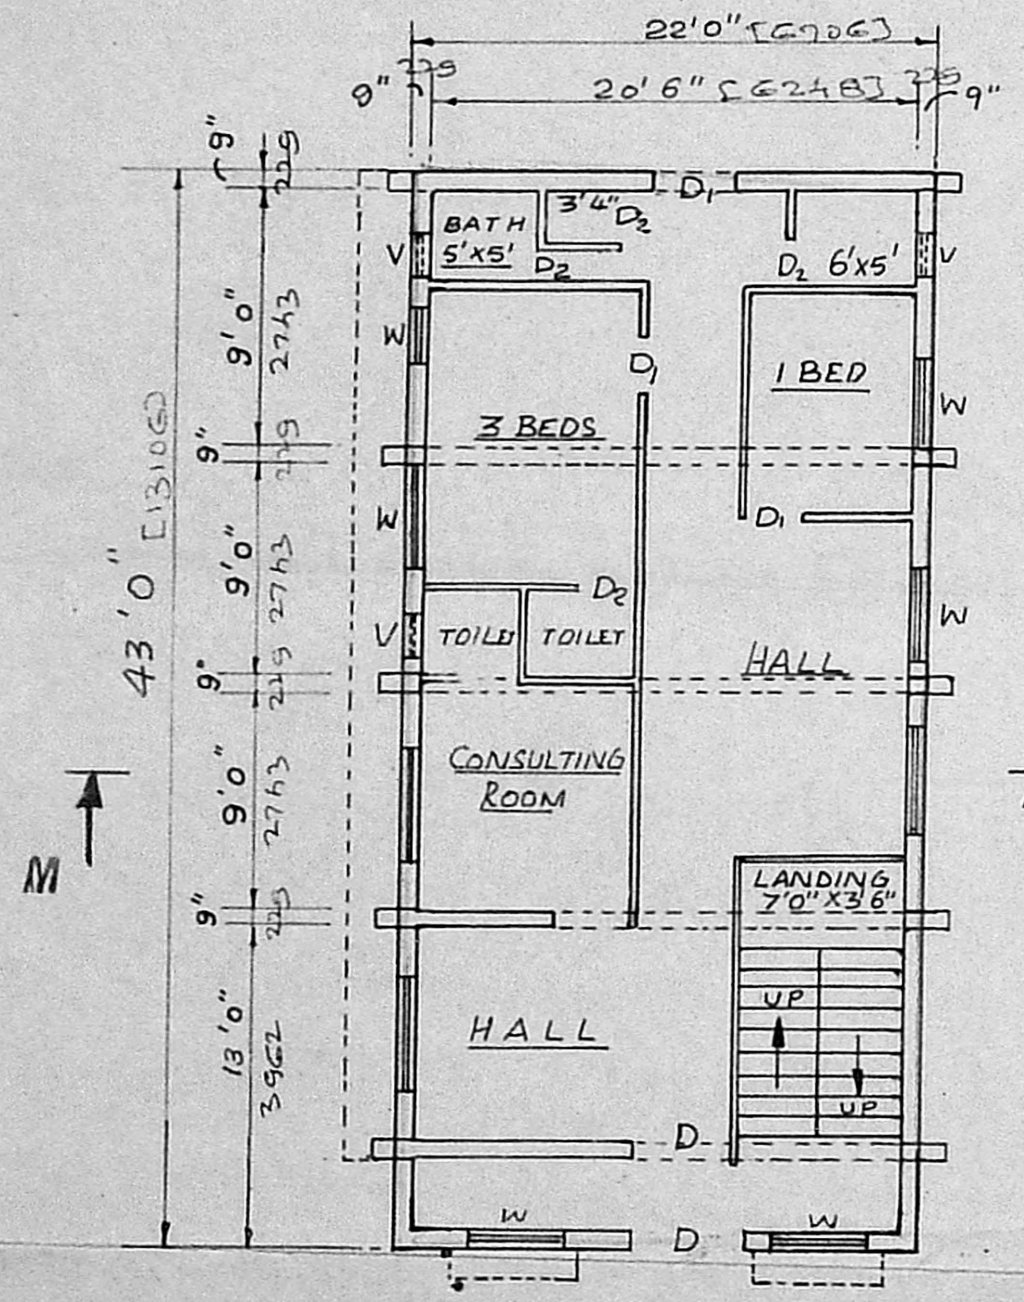 22'0" [6706]
9" 229 20'6" [6248] 229 9"
9" 229
D1
3'4" D2
BATH
5'x5'
D2
D2 6'x5'
V
V
9'0" 2743
W
D1
1 BED
W
3 BEDS
9" 229
43'0" [13106]
W
D1
9'0" 2743
D2
V
TOILET
TOILET
W
HALL
9" 229
CONSULTING
ROOM
9'0" 2743
M
LANDING
7'0" X3'6"
9" 229
UP
HALL
13'0" 3962
UP
D
W
D
W